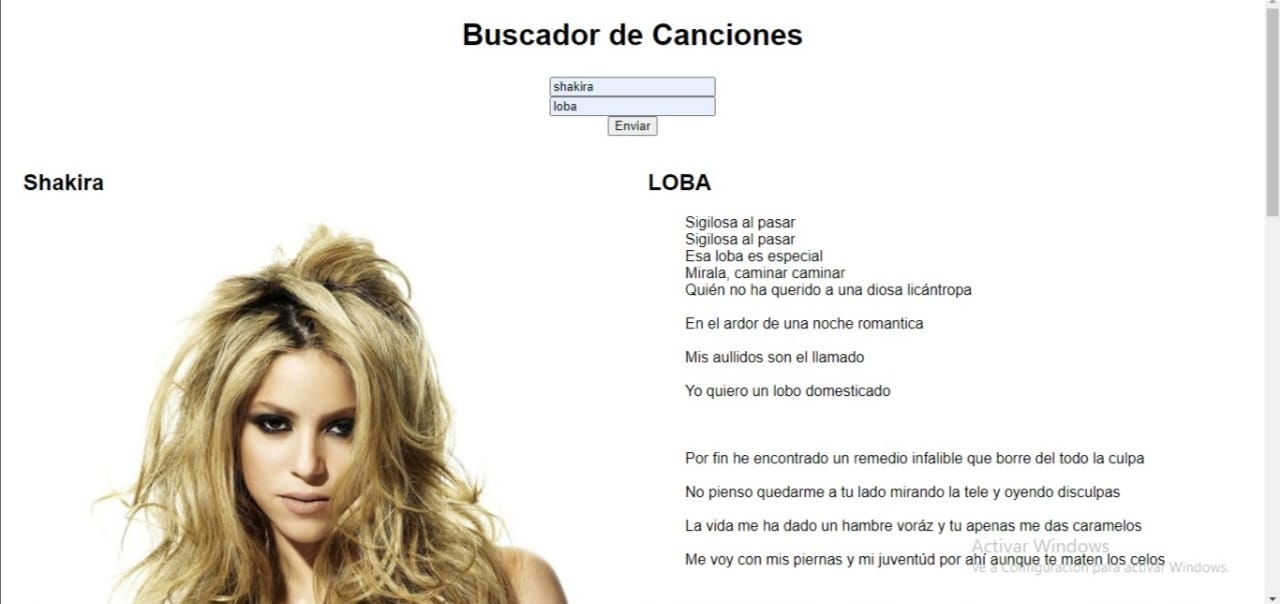 Buscador de Canciones
shakira
loba
Enviar
Shakira
LOBA
Sigilosa al pasar
Sigilosa al pasar
Esa loba es especial
Mirala, caminar caminar
Quién no ha querido a una diosa licántropa
En el ardor de una noche romantica
Mis aullidos son el llamado
Yo quiero un lobo domesticado
Por fin he encontrado un remedio infalible que borre del todo la culpa
No pienso quedarme a tu lado mirando la tele y oyendo disculpas
La vida me ha dado un hambre voráz y tu apenas me das caramelos
Me voy con mis piernas y mi juventúd por ahí aunque te maten los celos
Activar Windows
Ve a Configuración para activar Windows.